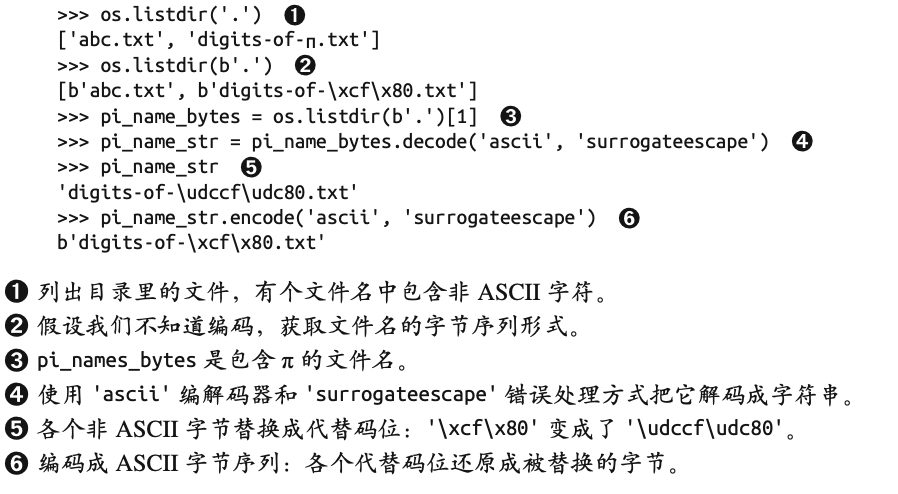 >>> os.listdir('.') ❶
['abc.txt', 'digits-of-π.txt']
>>> os.listdir(b'.') ❷
[b'abc.txt', b'digits-of-\xcf\x80.txt']
>>> pi_name_bytes = os.listdir(b'.')[1] ❸
>>> pi_name_str = pi_name_bytes.decode('ascii', 'surrogateescape') ❹
>>> pi_name_str ❺
'digits-of-\udccf\udc80.txt'
>>> pi_name_str.encode('ascii', 'surrogateescape') ❻
b'digits-of-\xcf\x80.txt'
❶ 列出目录里的文件，有个文件名中包含非 ASCII 字符。
❷ 假设我们不知道编码，获取文件名的字节序列形式。
❸ pi_names_bytes 是包含 π 的文件名。
❹ 使用 'ascii' 编解码器和 'surrogateescape' 错误处理方式把它解码成字符串。
❺ 各个非 ASCII 字节替换成代替码位：'\xcf\x80' 变成了 '\udccf\udc80'。
❻ 编码成 ASCII 字节序列：各个代替码位还原成被替换的字节。